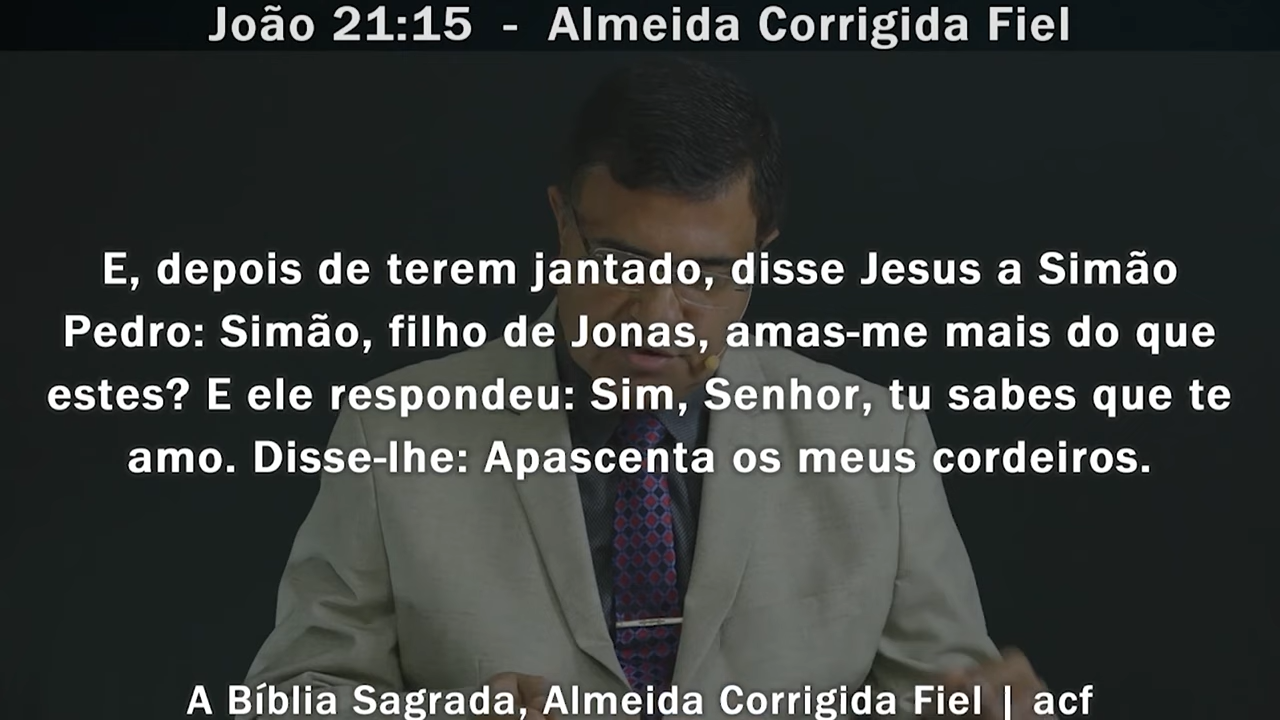 João 21:15 - Almeida Corrigida Fiel
E, depois de terem jantado, disse Jesus a Simão
Pedro: Simão, filho de Jonas, amas-me mais do que
estes? E ele respondeu: Sim, Senhor, tu sabes que te
amo. Disse-lhe: Apascenta os meus cordeiros.
A Bíblia Sagrada, Almeida Corrigida Fiel | acf